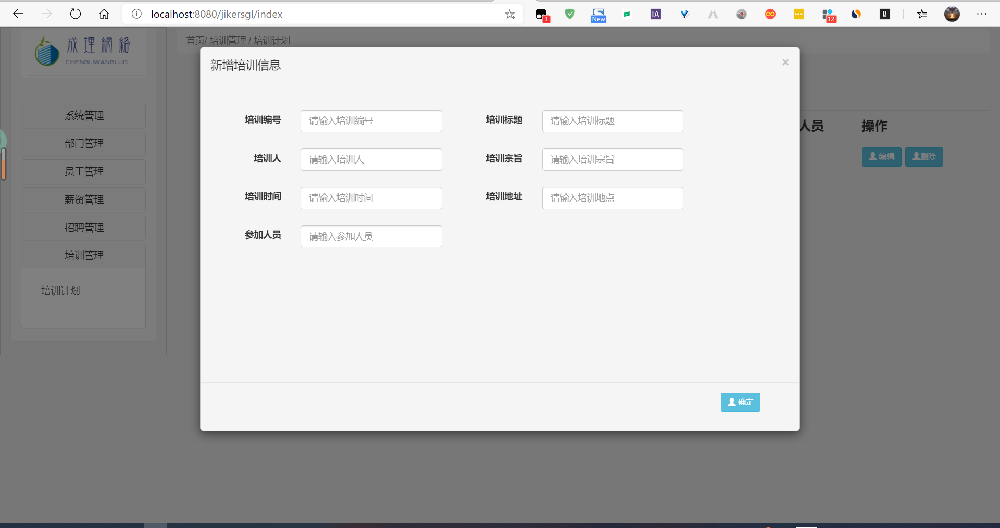 localhost:8080/jikersgl/index
3
New
IA
12
成理網絡
CHENGLIWANGLUO
首页/ 培训管理 / 培训计划
新增培训信息
×
系统管理
部门管理
员工管理
薪资管理
招聘管理
培训管理
培训计划
培训编号 请输入培训编号 培训标题 请输入培训标题
培训人 请输入培训人 培训宗旨 请输入培训宗旨
培训时间 请输入培训时间 培训地址 请输入培训地点
参加人员 请输入参加人员
人员 操作
编辑 删除
确定